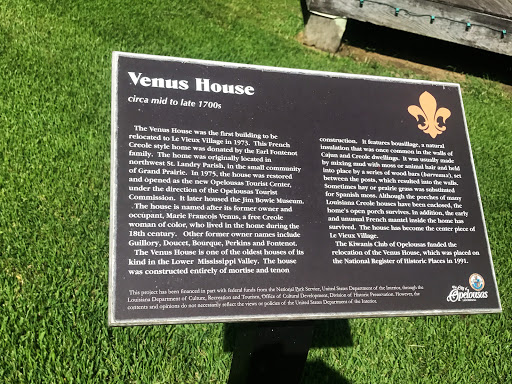 Venus House
circa mid to late 1700s
The Venus House was the first building to be
relocated to Le Vieux Village in 1973. This French
Creole style home was donated by the Earl Fontenot
family. The home was originally located in
northwest St. Landry Parish, in the small community
of Grand Prairie. In 1975, the house was restored
and opened as the new Opelousas Tourist Center,
under the direction of the Opelousas Tourist
Commission. It later housed the Jim Bowie Museum.
The house is named after its former owner and
occupant, Marie Francois Venus, a free Creole
woman of color, who lived in the home during the
18th century. Other former owner names include
Guillory, Doucet, Bourque, Perkins and Fontenot.
The Venus House is one of the oldest houses of its
kind in the Lower Mississippi Valley. The house
was constructed entirely of mortise and tenon
construction. It features bousillage, a natural
insulation that was once common in the walls of
Cajun and Creole dwellings. It was usually made
by mixing mud with moss or animal hair and held
into place by a series of wood bars (barreaux), set
between the posts, which resulted into the walls.
Sometimes hay or prairie grass was substituted
for Spanish moss. Although the porches of many
Louisiana Creole houses have been enclosed, the
home's open porch survives. In addition, the early
and unusual French mantel inside the home has
survived. The house has become the center piece of
Le Vieux Village.
The Kiwanis Club of Opelousas funded the
relocation of the Venus House, which was placed on
the National Register of Historic Places in 1991.
This project has been financed in part with federal funds from the National Park Service, United States Department of the Interior, through the
Louisiana Department of Culture, Recreation and Tourism, Office of Cultural Development, Division of Historic Preservation. However, the
contents and opinions do not necessarily reflect the views or policies of the United States Department of the Interior.
City of
Opelousas